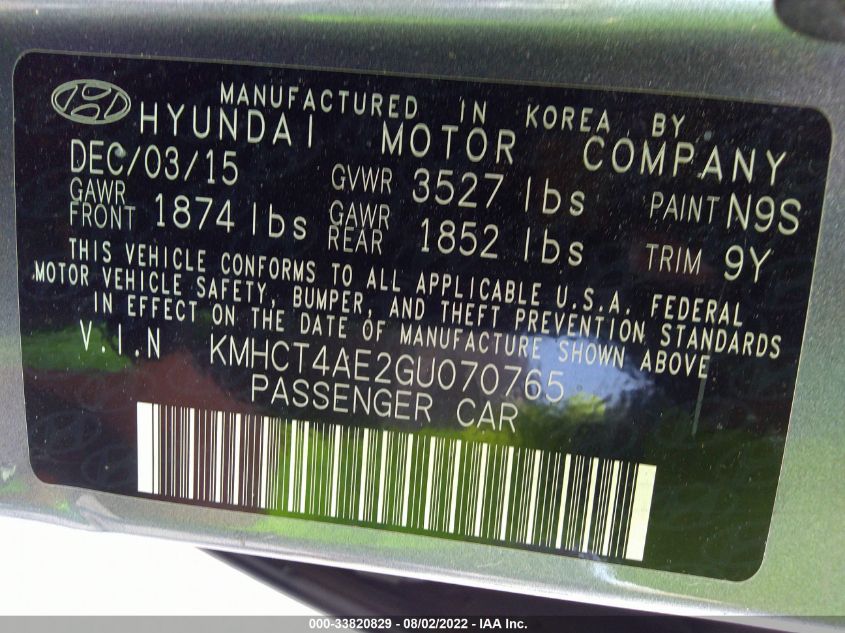 MANUFACTURED IN KOREA BY
HYUNDAI MOTOR COMPANY
DEC/03/15 GVWR 3527 lbs PAINT N9S
GAWR FRONT 1874 lbs GAWR REAR 1852 lbs TRIM 9Y
THIS VEHICLE CONFORMS TO ALL APPLICABLE U.S.A. FEDERAL
MOTOR VEHICLE SAFETY, BUMPER, AND THEFT PREVENTION STANDARDS
IN EFFECT ON THE DATE OF MANUFACTURE SHOWN ABOVE
V.I.N KMHCT4AE2GU070765
PASSENGER CAR
000-33820829 - 08/02/2022 - IAA Inc.